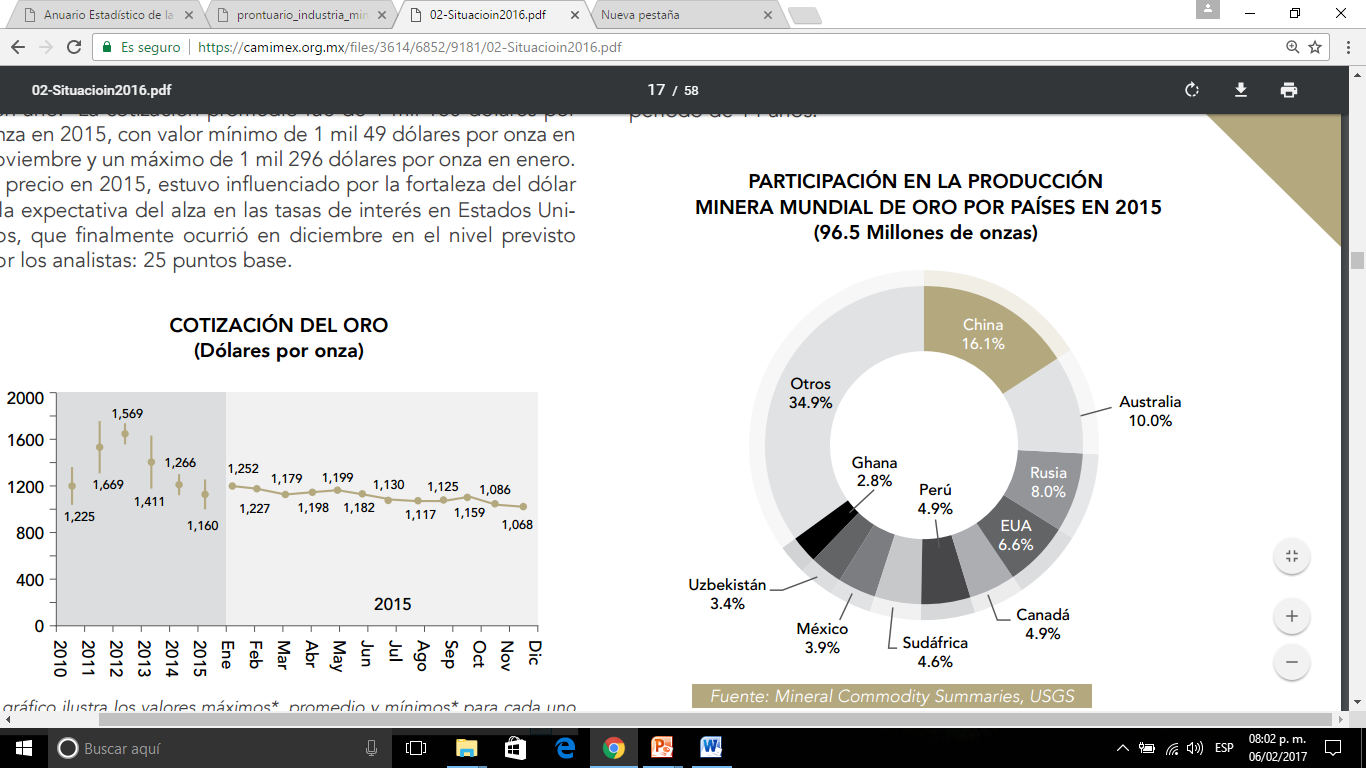 Anuario Estadístico de la
prontuario_industria_min
02-Situacioin2016.pdf
Nueva pestaña
Es seguro
https://camimex.org.mx/files/3614/6852/9181/02-Situacioin2016.pdf
02-Situacioin2016.pdf
17 / 58
nza en 2015, con valor mínimo de 1 mil 49 dólares por onza en
oviembre y un máximo de 1 mil 296 dólares por onza en enero.
precio en 2015, estuvo influenciado por la fortaleza del dólar
la expectativa del alza en las tasas de interés en Estados Uni-
os, que finalmente ocurrió en diciembre en el nivel previsto
or los analistas: 25 puntos base.
COTIZACIÓN DEL ORO
(Dólares por onza)
2000
1600
1200
800
400
0
1,225
1,669
1,569
1,411
1,266
1,160
1,252
1,227
1,179
1,198
1,199
1,182
1,130
1,117
1,125
1,159
1,086
1,068
2015
2010
2011
2012
2013
2014
2015
Ene
Feb
Mar
Abr
May
Jun
Jul
Ago
Sep
Oct
Nov
Dic
gráfico ilustra los valores máximos*, promedio y mínimos* para cada uno
periodo de 11 años.
PARTICIPACIÓN EN LA PRODUCCIÓN
MINERA MUNDIAL DE ORO POR PAÍSES EN 2015
(96.5 Millones de onzas)
China
16.1%
Australia
10.0%
Rusia
8.0%
EUA
6.6%
Canadá
4.9%
Perú
4.9%
Sudáfrica
4.6%
México
3.9%
Uzbekistán
3.4%
Ghana
2.8%
Otros
34.9%
Fuente: Mineral Commodity Summaries, USGS
Buscar aquí
ESP
08:02 p. m.
06/02/2017